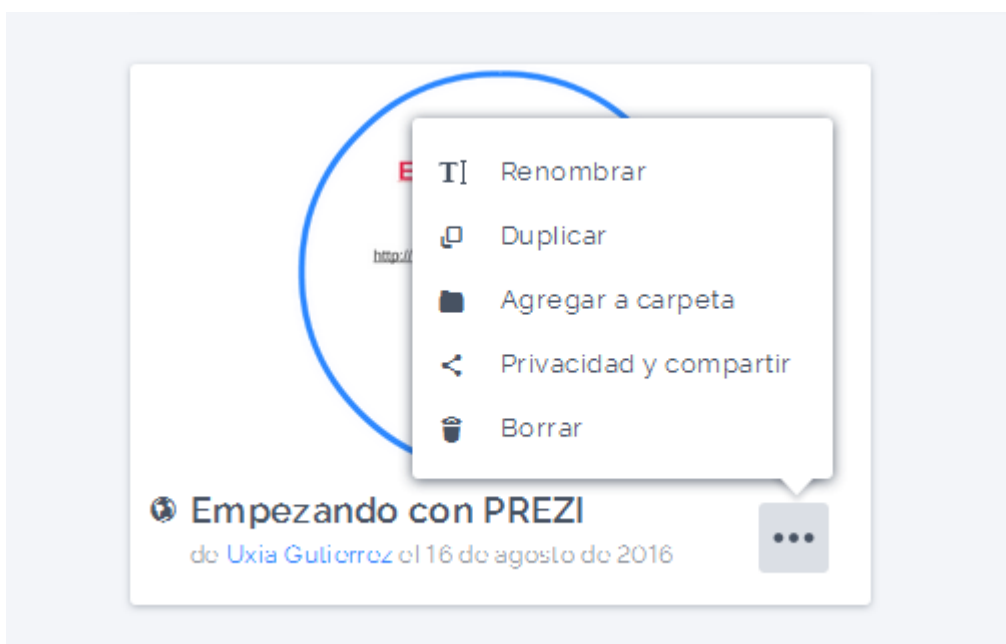 E
http://
Renombrar
Duplicar
Agregar a carpeta
Privacidad y compartir
Borrar
Empezando con PREZI
de Uxia Gutierrez el 16 de agosto de 2016